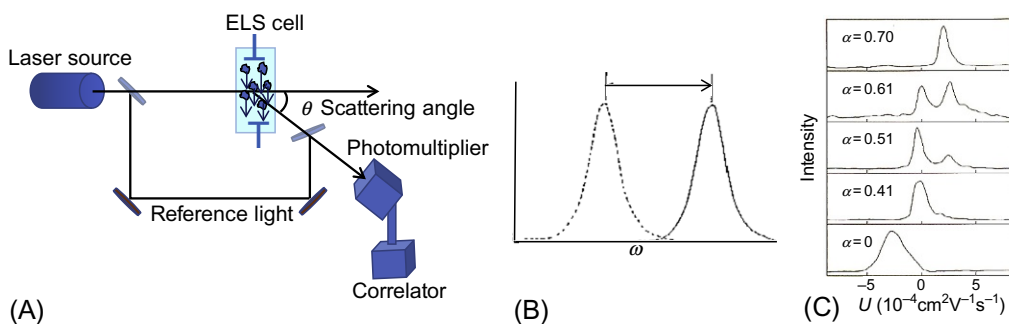 ELS cell
Laser source
θ Scattering angle
Photomultiplier
Reference light
Correlator
(A)
ω
(B)
α=0.70
α=0.61
α=0.51
α=0.41
α=0
Intensity
−5 0 5
U (10⁻⁴cm²V⁻¹s⁻¹)
(C)